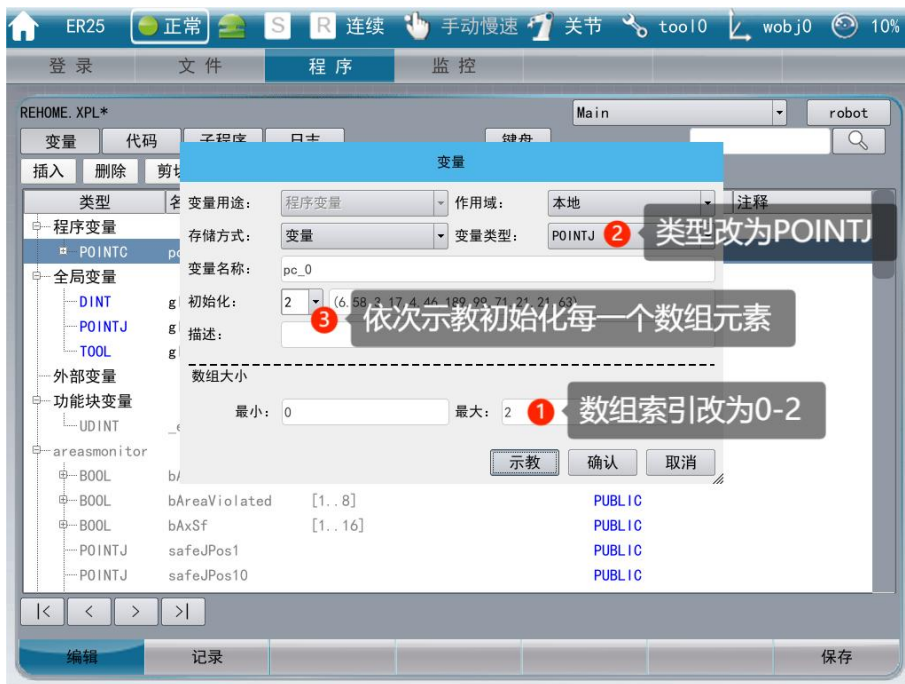 ER25 正常 S R 连续 手动慢速 关节 tool0 wobj0 10%
登录 文件 程序 监控
REHOME.XPL* Main robot
变量 代码 子程序 日志 键盘
插入 删除 剪切
变量
类型 名 注释
变量用途: 程序变量 作用域: 本地
存储方式: 变量 变量类型: POINTJ 2 类型改为POINTJ
变量名称: pc_0
初始化: 2
3 依次示教初始化每一个数组元素
描述:
数组大小
最小: 0 最大: 2 1 数组索引改为0-2
示教 确认 取消
程序变量
POINTC
全局变量
DINT g
POINTJ g
TOOL g
外部变量
功能块变量
UDINT
areasmonitor
BOOL
BOOL bAreaViolated [1..8] PUBLIC
BOOL bAxSf [1..16] PUBLIC
POINTJ safeJPos1 PUBLIC
POINTJ safeJPos10 PUBLIC
|< < > >|
编辑 记录 保存